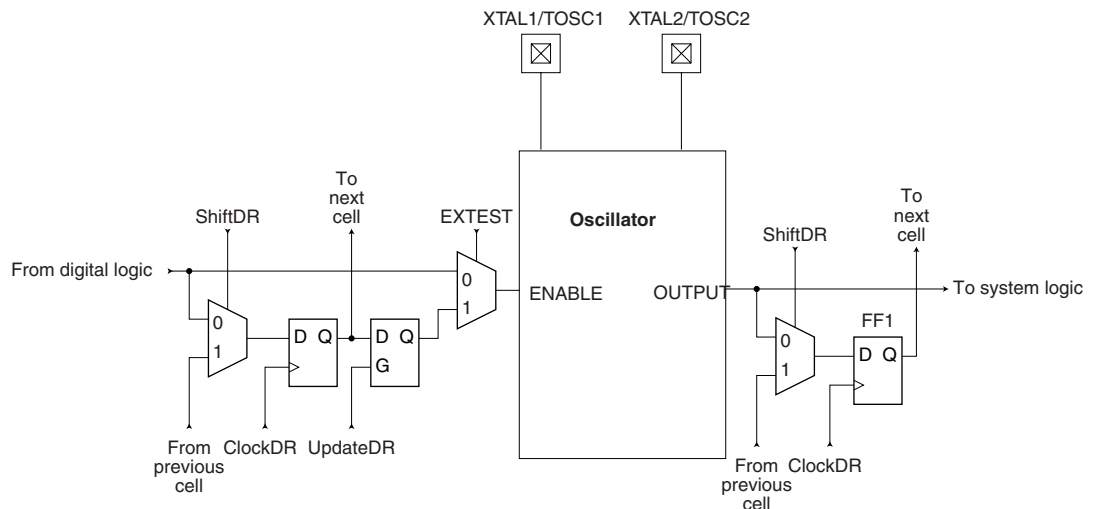 XTAL1/TOSC1
XTAL2/TOSC2
To
next
cell
ShiftDR
EXTEST
Oscillator
To
next
cell
ShiftDR
From digital logic
0
1
ENABLE
OUTPUT
To system logic
0
1
D Q
D Q
G
FF1
0
1
D Q
From
previous
cell
ClockDR
UpdateDR
From
previous
cell
ClockDR